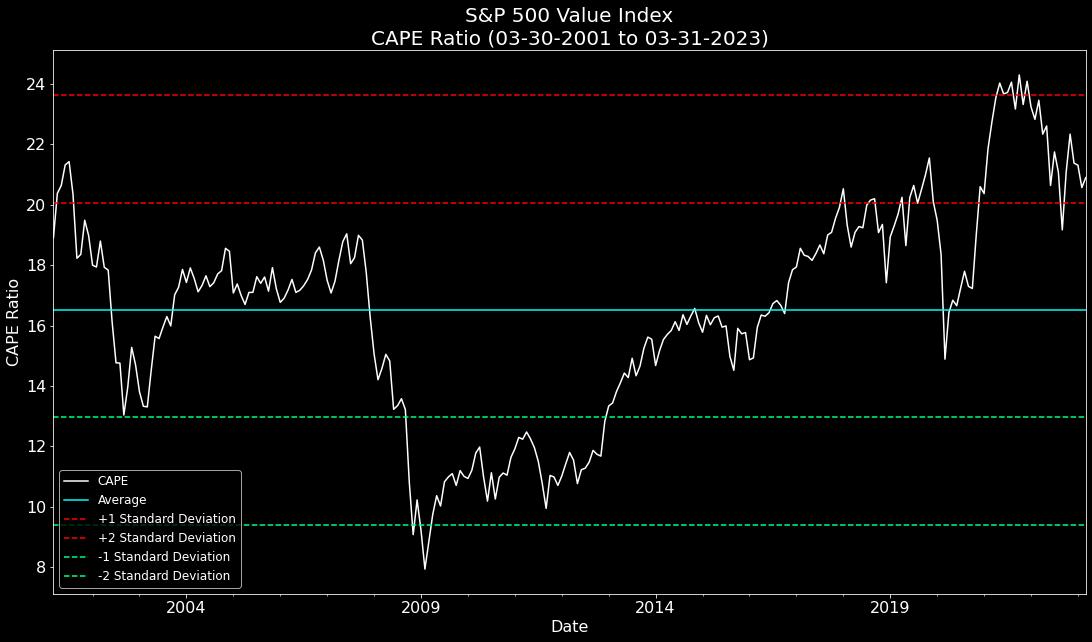 S&P 500 Value Index
CAPE Ratio (03-30-2001 to 03-31-2023)
CAPE Ratio
24
22
20
18
16
14
12
10
8
CAPE
Average
+1 Standard Deviation
+2 Standard Deviation
-1 Standard Deviation
-2 Standard Deviation
2004 2009 2014 2019
Date